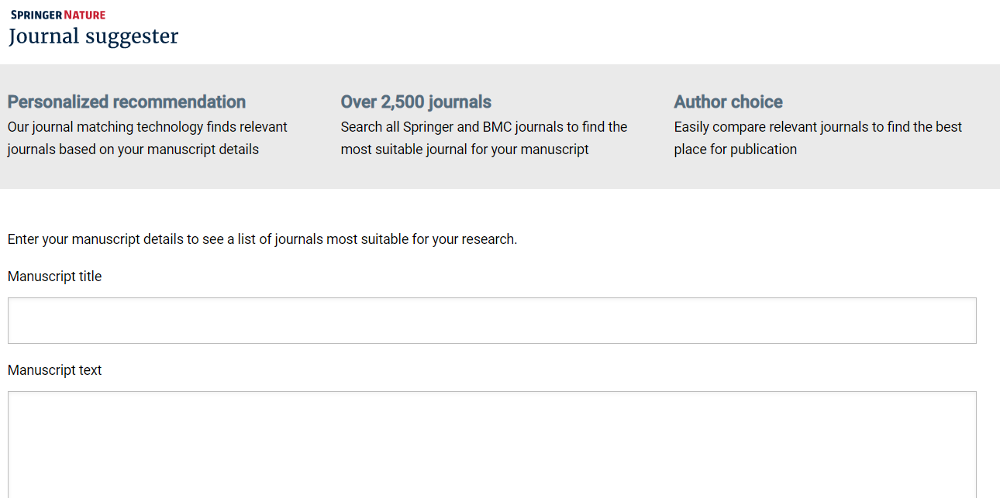 SPRINGER NATURE
Journal suggester
Personalized recommendation
Our journal matching technology finds relevant
journals based on your manuscript details
Over 2,500 journals
Search all Springer and BMC journals to find the
most suitable journal for your manuscript
Author choice
Easily compare relevant journals to find the best
place for publication
Enter your manuscript details to see a list of journals most suitable for your research.
Manuscript title
Manuscript text